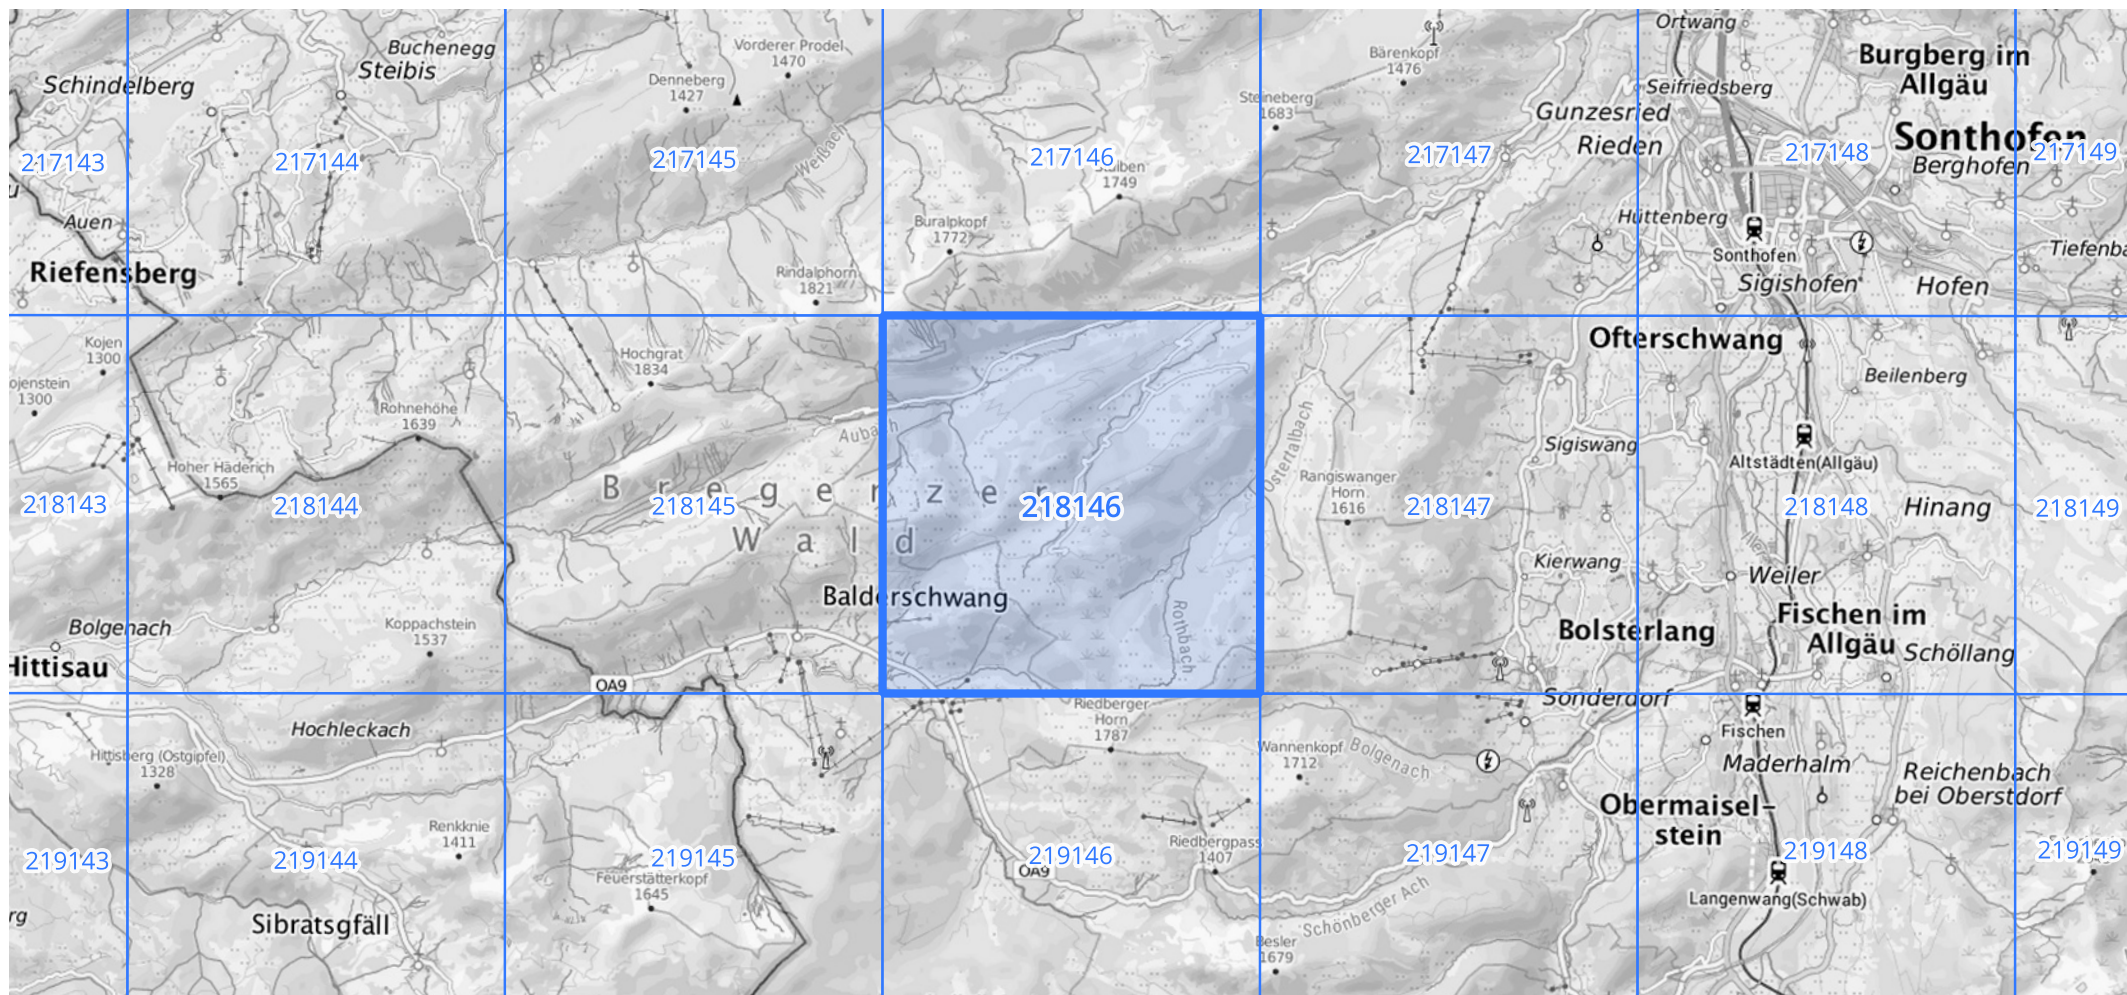 Ortwang
Buchenegg
Steibis
Vorderer Prodel
1470
Bärenkopf
1476
Burgberg im
Allgäu
Schindelberg
Denneberg
1427
Steineberg
1683
Seifriedsberg
Gunzesried
Rieden
Sonthofen
Berghofen
Weißach
217143
217144
217145
217146
217147
217148
217149
Stuiben
1749
Auen
Buralpkopf
1772
Hüttenberg
Sonthofen
Sigishofen
Hofen
Riefensberg
Rindalphorn
1821
Kojen
1300
ojenstein
1300
Hochgrat
1834
Ofterschwang
Beilenberg
Rohnehöhe
1639
Aubach
Ostertalbach
Sigiswang
Altstädten(Allgäu)
Hoher Häderich
1565
Bregenzer
Wald
Rangiswanger
Horn
1616
Hinang
218143
218144
218145
218146
218147
218148
218149
Iller
Kierwang
Weiler
Balderschwang
Rothbach
Bolgenach
Koppachstein
1537
Bolsterlang
Fischen im
Allgäu
Schöllang
Hittisau
OA9
Sonderdorf
Riedberger
Horn
1787
Hochleckach
Fischen
Hittisberg (Ostgipfel)
1328
Wannenkopf
1712
Bolgenach
Maderhalm
Reichenbach
bei Oberstdorf
Obermaisel-
stein
Renkknie
1411
Riedbergpass
1407
219143
219144
219145
219146
219147
219148
219149
OA9
Feuerstätterkopf
1645
Schönberger Ach
Langenwang(Schwab)
rg
Sibratsgfäll
Besler
1679